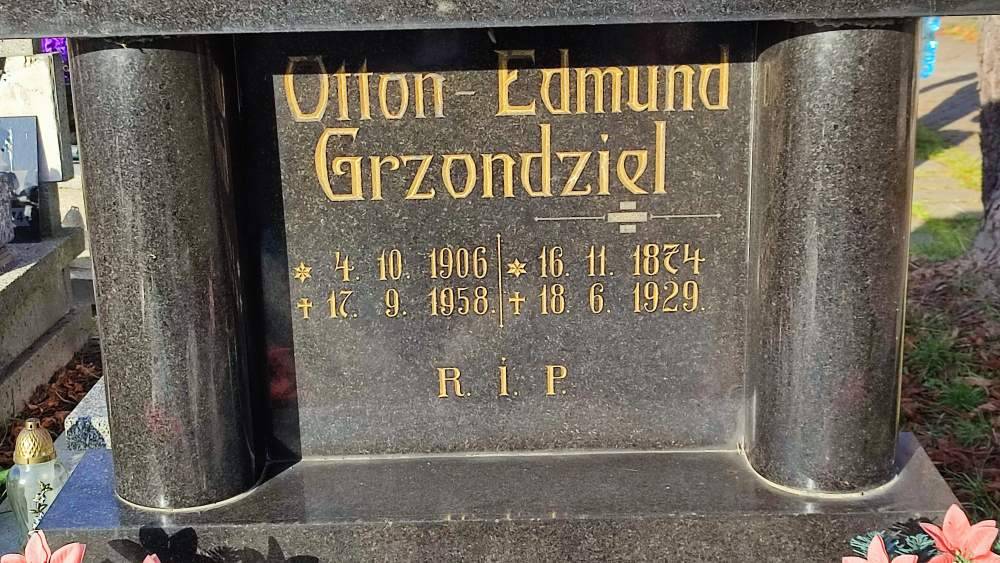 Otton - Edmund
Grzondziel
* 4. 10. 1906 * 16. 11. 1874
† 17. 9. 1958. † 18. 6. 1929.
R. I. P.